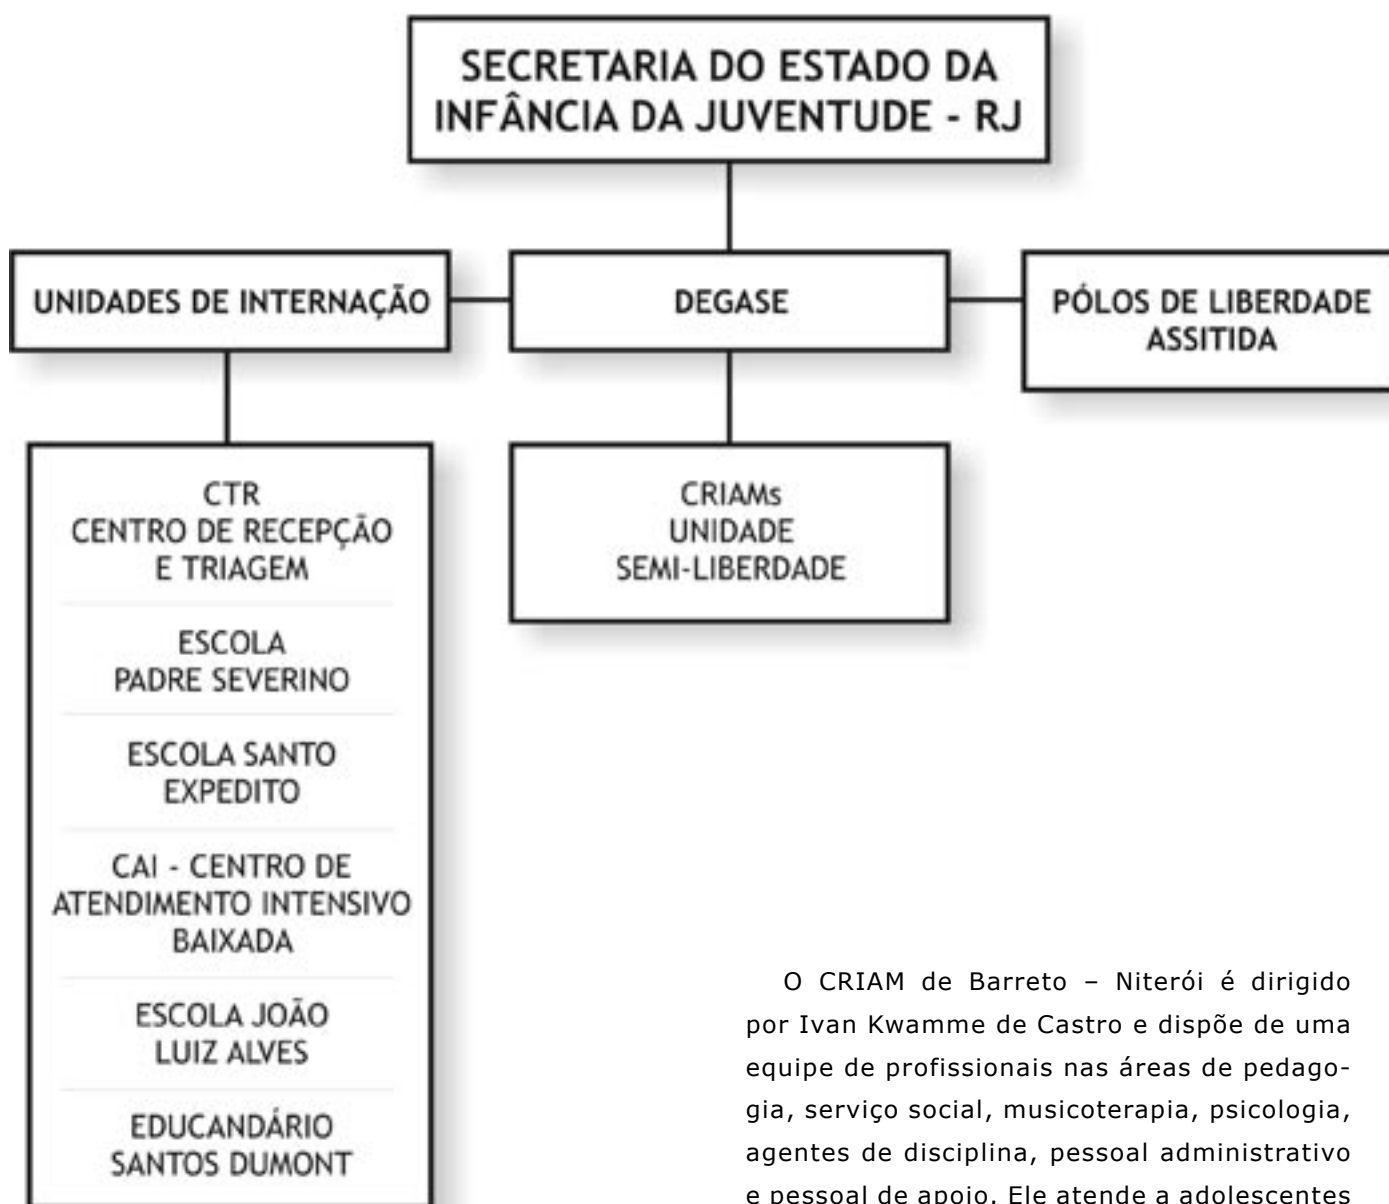 SECRETARIA DO ESTADO DA
INFÂNCIA DA JUVENTUDE - RJ
UNIDADES DE INTERNAÇÃO
DEGASE
PÓLOS DE LIBERDADE
ASSITIDA
CTR
CENTRO DE RECEPÇÃO
E TRIAGEM
ESCOLA
PADRE SEVERINO
ESCOLA SANTO
EXPEDITO
CAI - CENTRO DE
ATENDIMENTO INTENSIVO
BAIXADA
ESCOLA JOÃO
LUIZ ALVES
EDUCANDÁRIO
SANTOS DUMONT
CRIAMs
UNIDADE
SEMI-LIBERDADE
O CRIAM de Barreto – Niterói é dirigido
por Ivan Kwamme de Castro e dispõe de uma
equipe de profissionais nas áreas de pedago-
gia, serviço social, musicoterapia, psicologia,
agentes de disciplina, pessoal administrativo
e pessoal de apoio. Ele atende a adolescentes